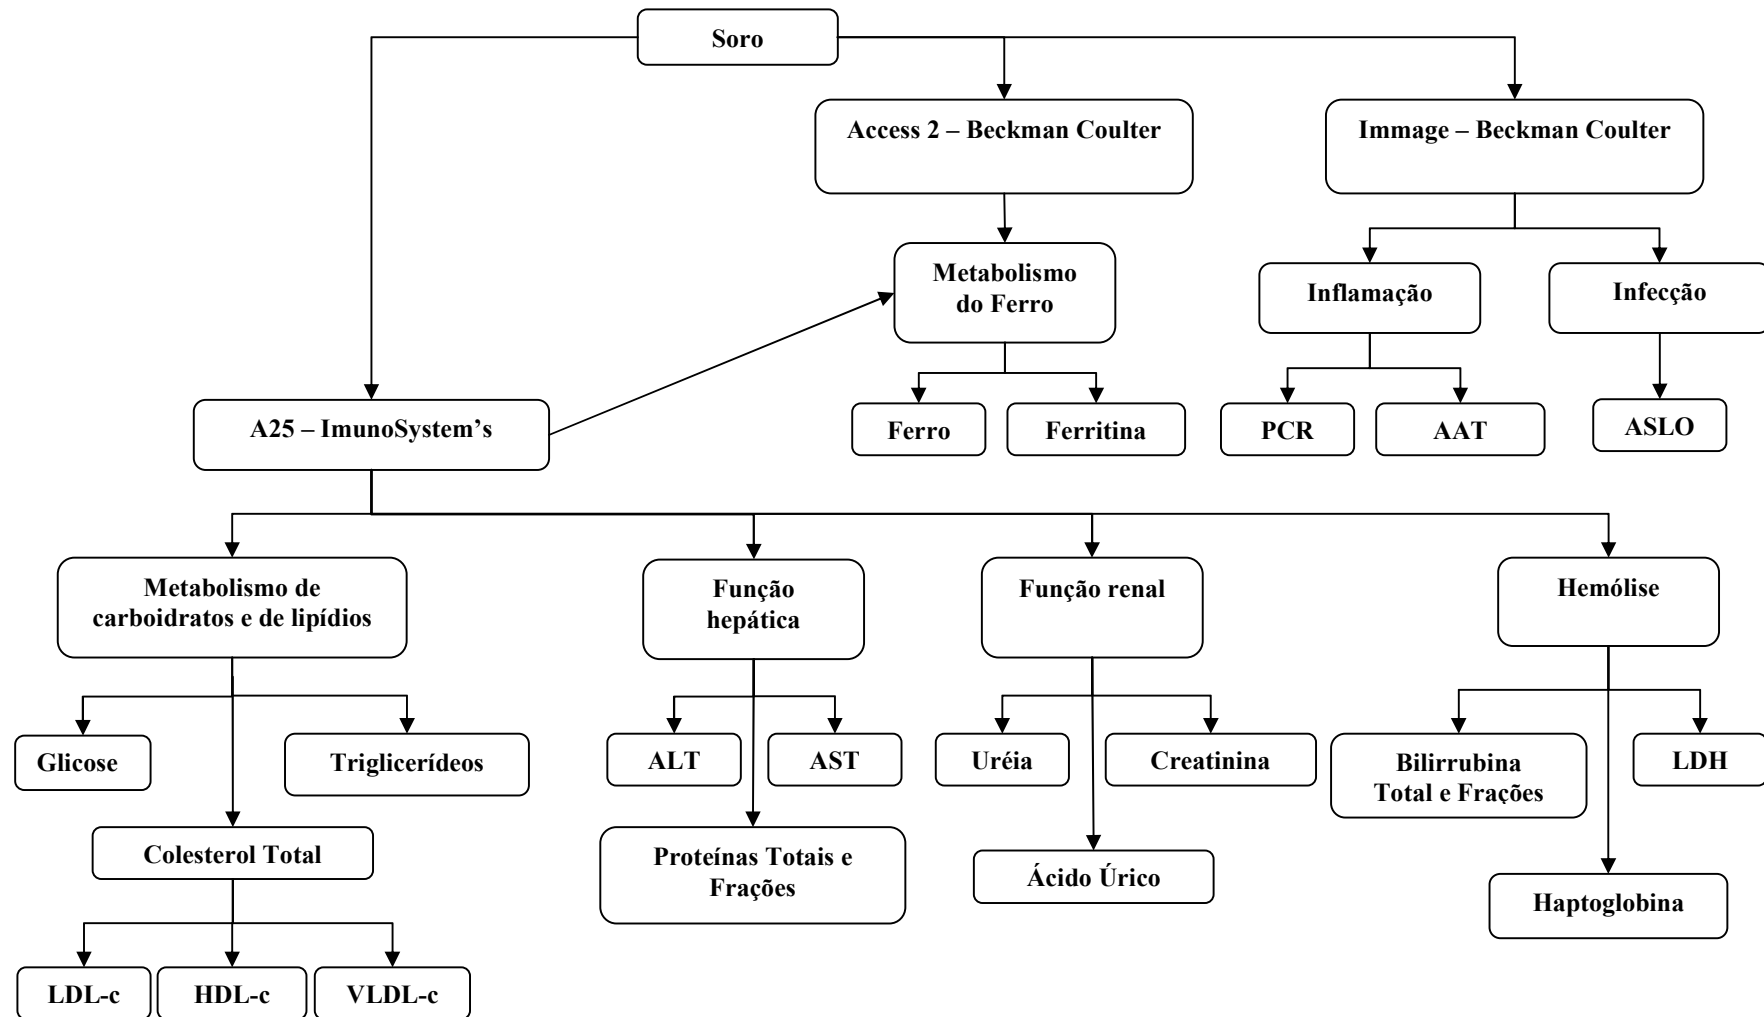 Soro
Access 2 – Beckman Coulter
Immage – Beckman Coulter
Metabolismo
do Ferro
Inflamação
Infecção
A25 – ImunoSystem’s
Ferro
Ferritina
PCR
AAT
ASLO
Metabolismo de
carboidratos e de lipídios
Função
hepática
Função renal
Hemólise
Glicose
Triglicerídeos
ALT
AST
Uréia
Creatinina
Bilirrubina
Total e Frações
LDH
Colesterol Total
Proteínas Totais e
Frações
Ácido Úrico
Haptoglobina
LDL-c
HDL-c
VLDL-c